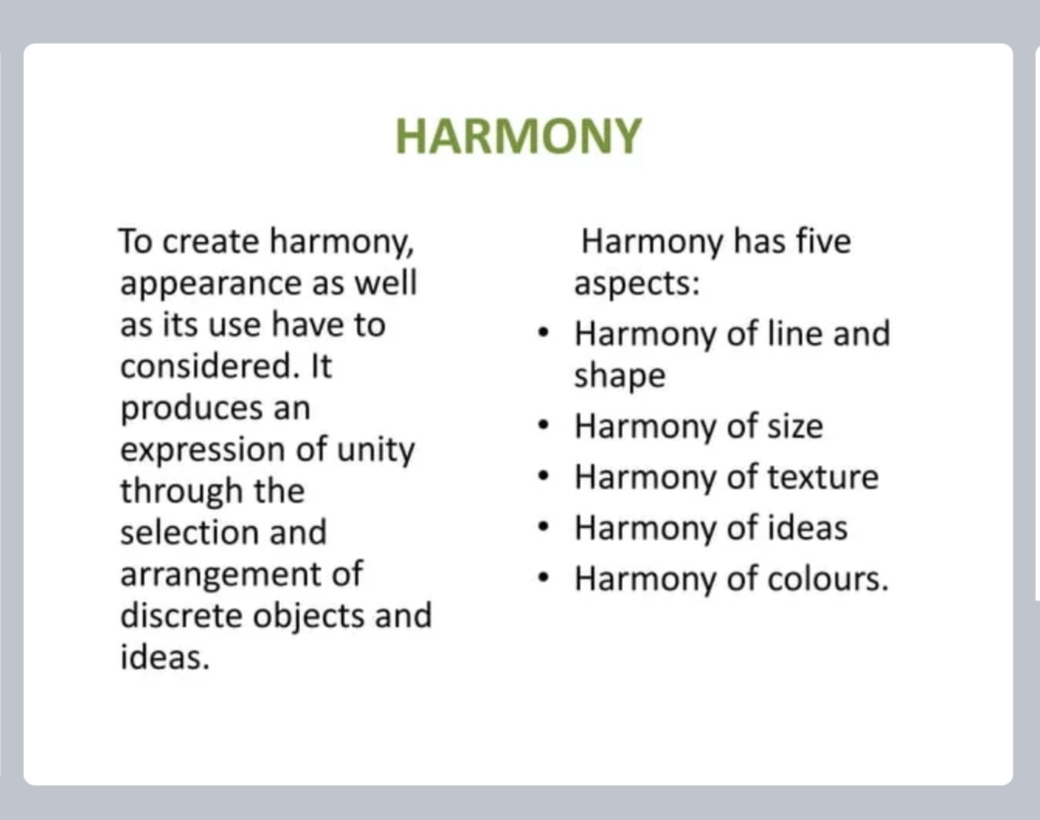 HARMONY
To create harmony,
appearance as well
as its use have to
considered. It
produces an
expression of unity
through the
selection and
arrangement of
discrete objects and
ideas.
Harmony has five
aspects:
• Harmony of line and
shape
• Harmony of size
• Harmony of texture
• Harmony of ideas
• Harmony of colours.